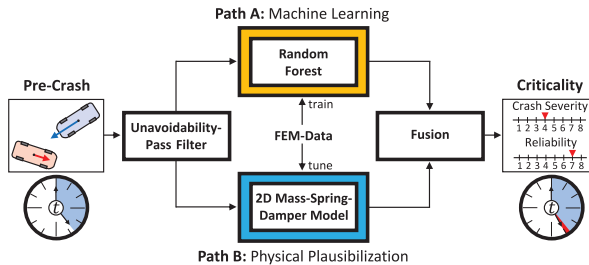 Path A: Machine Learning
Random
Forest
Pre-Crash
Unavoidability-
Pass Filter
train
FEM-Data
tune
Fusion
Criticality
Crash Severity
1 2 3 4 5 6 7 8
Reliability
1 2 3 4 5 6 7 8
t
2D Mass-Spring-
Damper Model
t
Path B: Physical Plausibilization